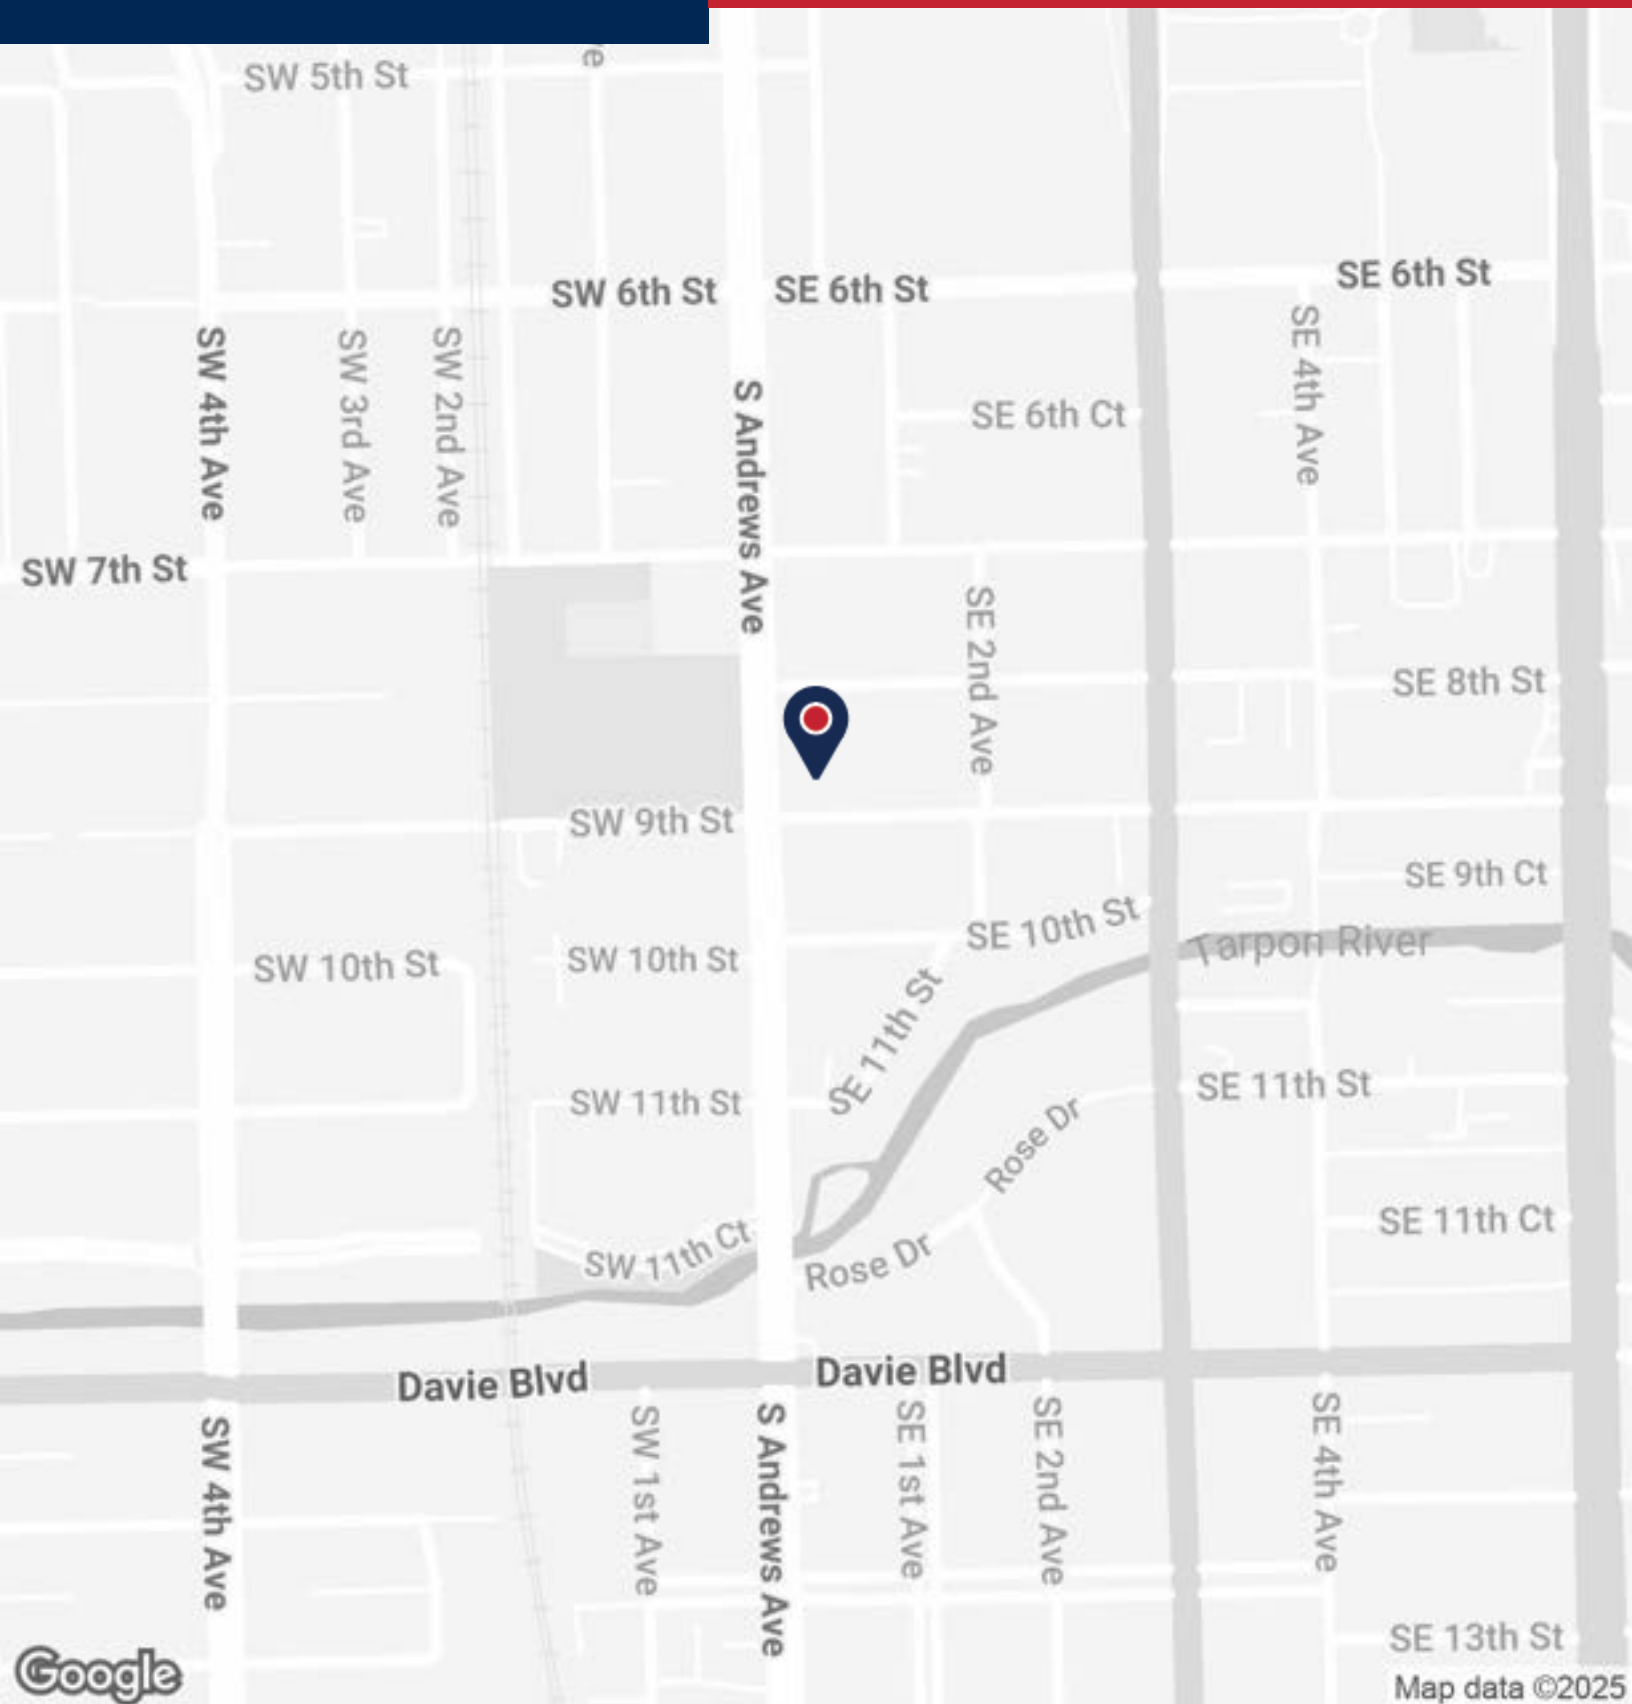 e
SW 5th St
SE 6th St
SW 6th St
SE 6th St
SW 4th Ave
SW 3rd Ave
SW 2nd Ave
S Andrews Ave
SE 6th Ct
SE 4th Ave
SW 7th St
SE 2nd Ave
SE 8th St
SW 9th St
SE 9th Ct
SE 10th St
Tarpon River
SW 10th St
SW 10th St
SE 11th St
SW 11th St
SE 11th St
Rose Dr
SE 11th Ct
SW 11th Ct
Rose Dr
Davie Blvd
Davie Blvd
SW 4th Ave
SW 1st Ave
S Andrews Ave
SE 1st Ave
SE 2nd Ave
SE 4th Ave
SE 13th St
Google
Map data ©2025